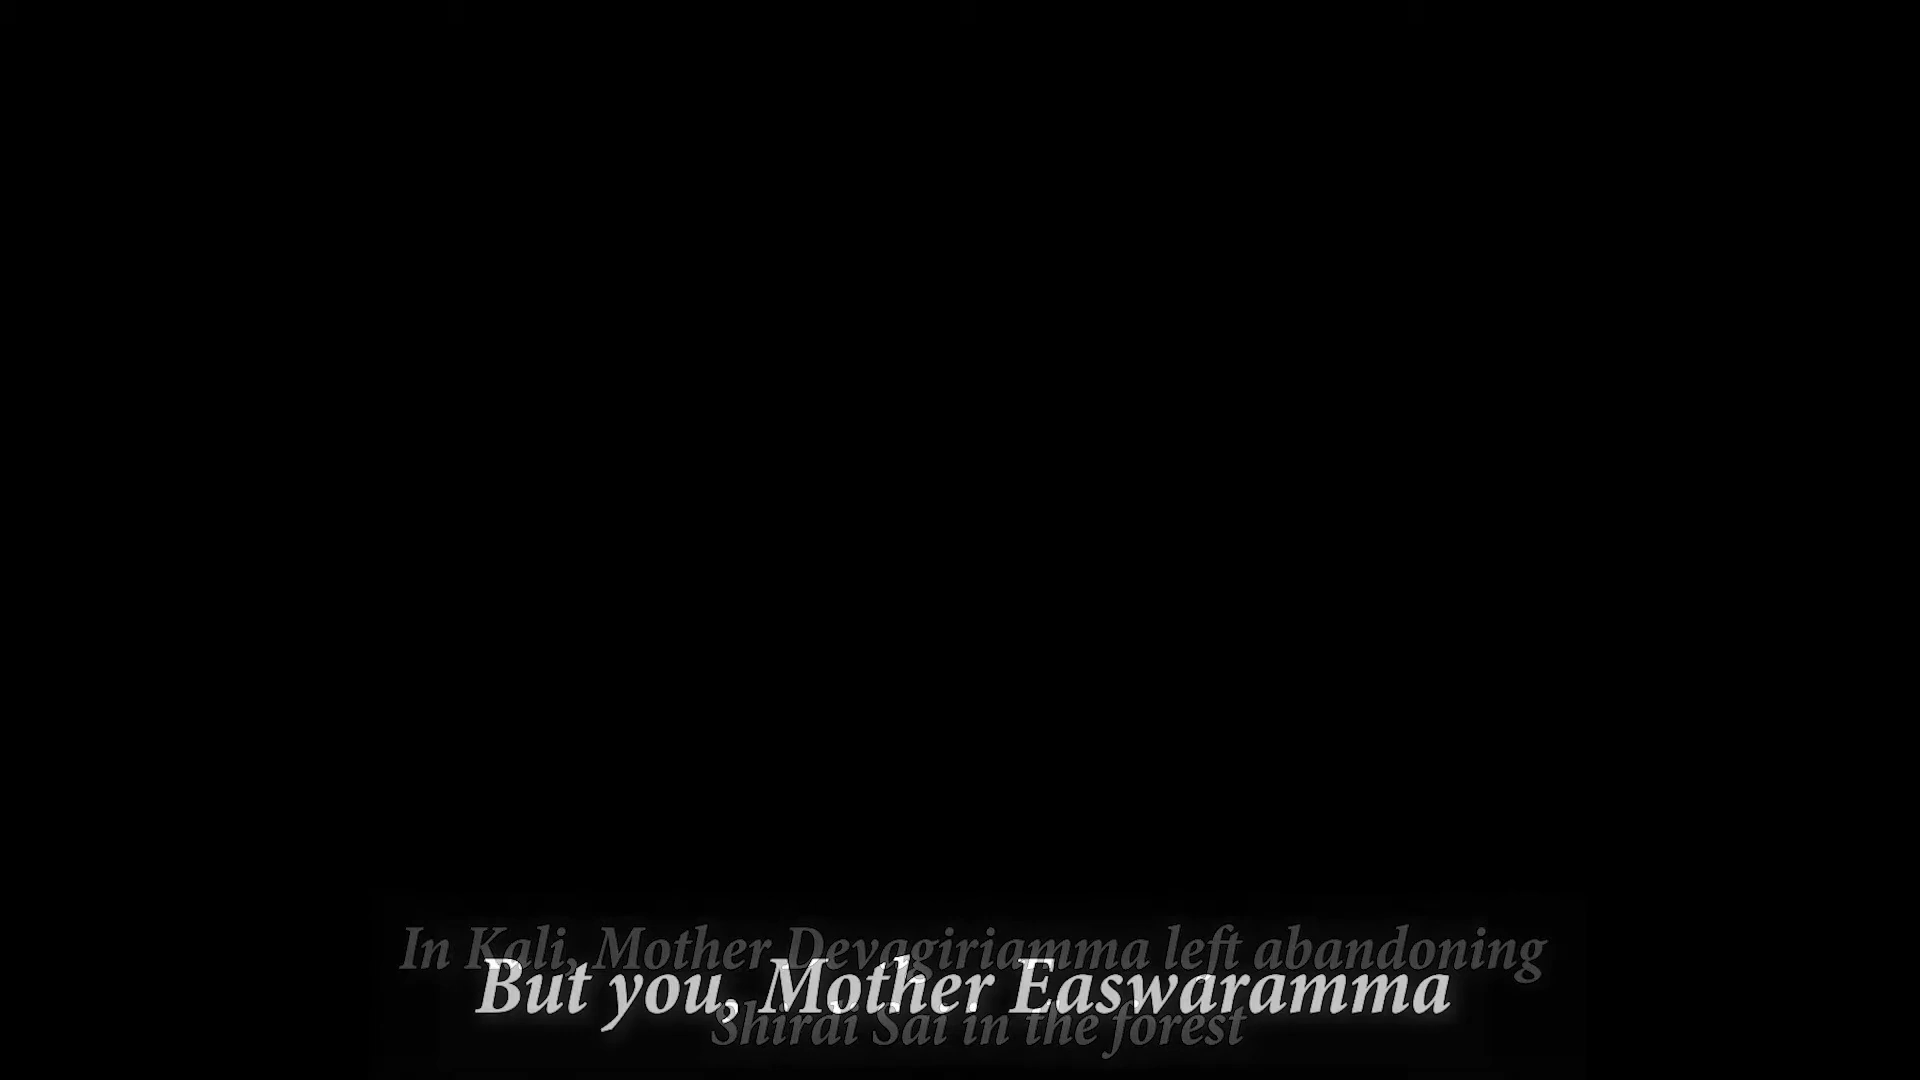 In Kali, Mother Devagiriamma left abandoning
But you, Mother Easwaramma
Shirdi Sai in the forest